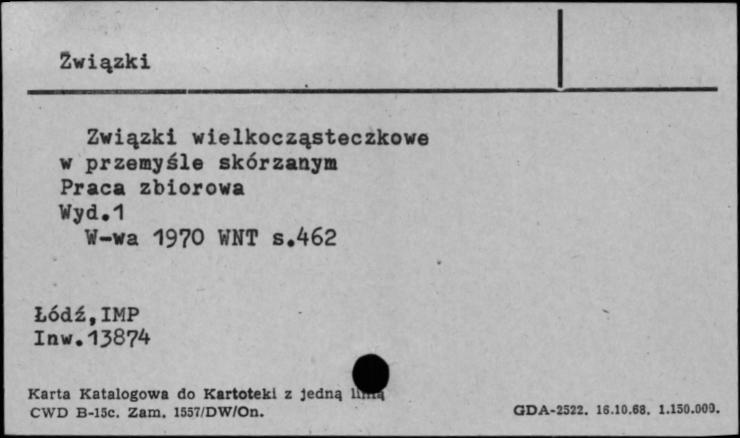 Związki
Związki wielkocząsteczkowe
w przemyśle skórzanym
Praca zbiorowa
Wyd.1
W-wa 1970 WNT s.462
Łódź,IMP
Inw.13874
Karta Katalogowa do Kartoteki z jedną linią
CWD B-15c. Zam. 1557/DW/On.
GDA-2522. 16.10.68. 1.150.000.